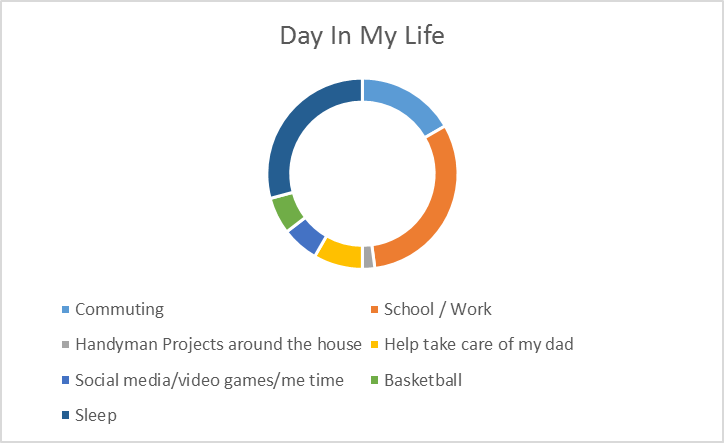 Day In My Life
Commuting
School / Work
Handyman Projects around the house
Help take care of my dad
Social media/video games/me time
Basketball
Sleep